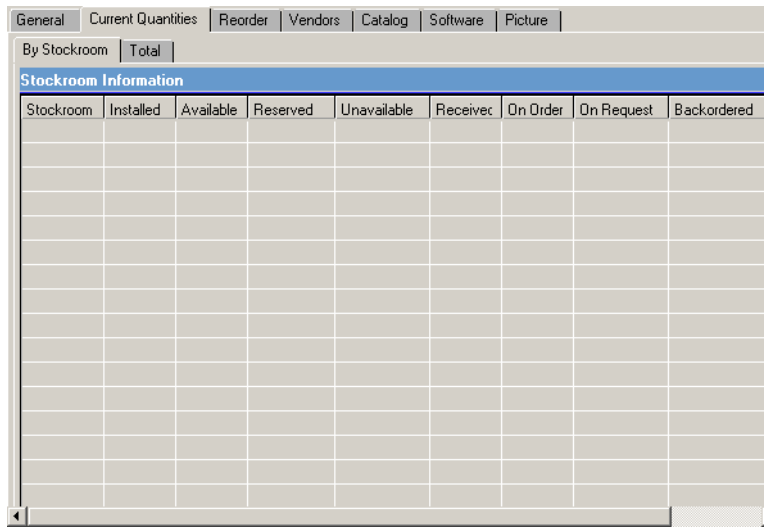 General Current Quantities Reorder Vendors Catalog Software Picture
By Stockroom Total
Stockroom Information
Stockroom Installed Available Reserved Unavailable Receivec On Order On Request Backordered